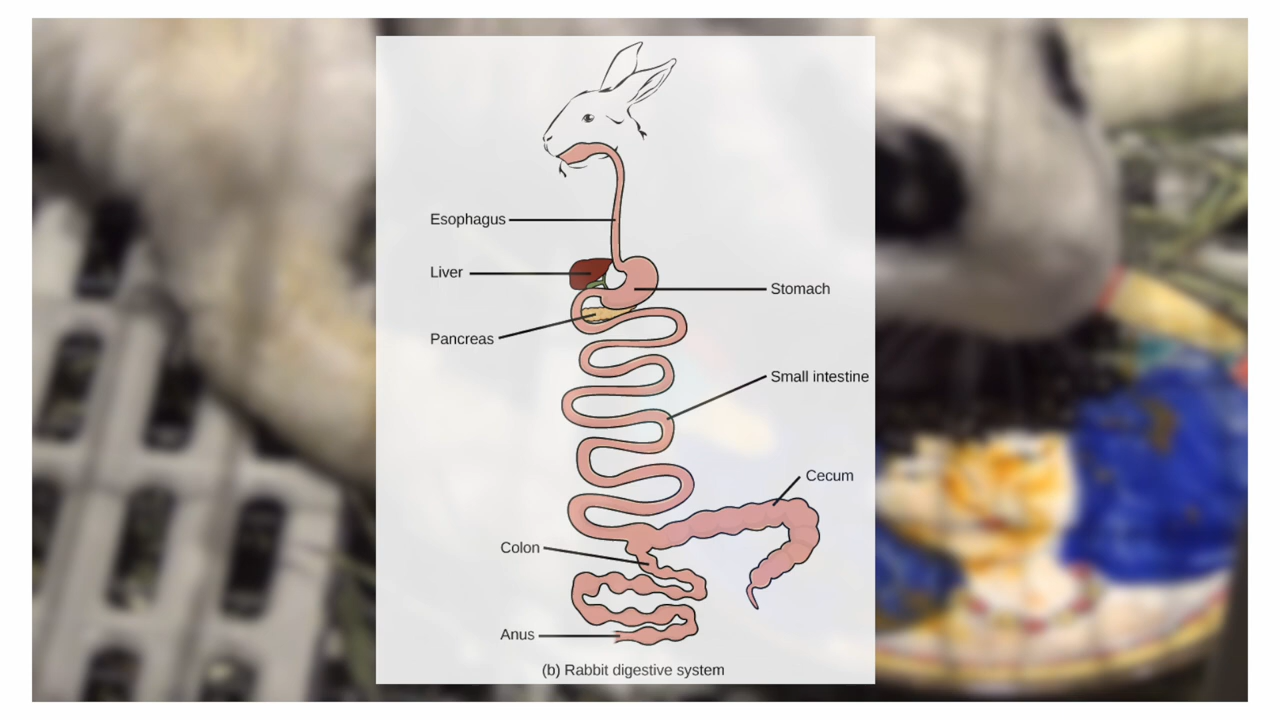 Esophagus
Liver
Stomach
Pancreas
Small intestine
Cecum
Colon
Anus
(b) Rabbit digestive system